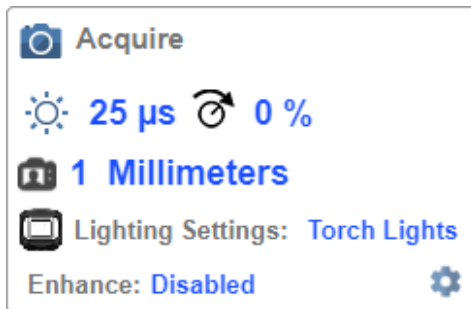 Acquire
25 µs 0 %
1 Millimeters
Lighting Settings: Torch Lights
Enhance: Disabled